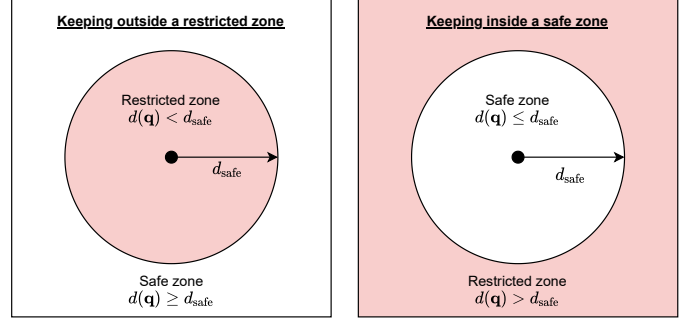 Keeping outside a restricted zone
Restricted zone
d(q) < d_safe
d_safe
Safe zone
d(q) ≥ d_safe
Keeping inside a safe zone
Safe zone
d(q) ≤ d_safe
d_safe
Restricted zone
d(q) > d_safe